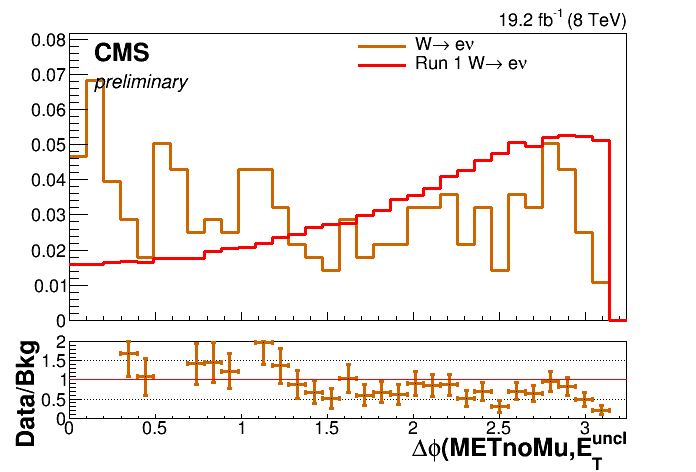 19.2 fb⁻¹ (8 TeV)
CMS
preliminary
W→ eν
Run 1 W→ eν
0.08
0.07
0.06
0.05
0.04
0.03
0.02
0.01
0
Data/Bkg
2
1.5
1
0.5
0
0 0.5 1 1.5 2 2.5 3
Δϕ(METnoMu,E_T^uncl